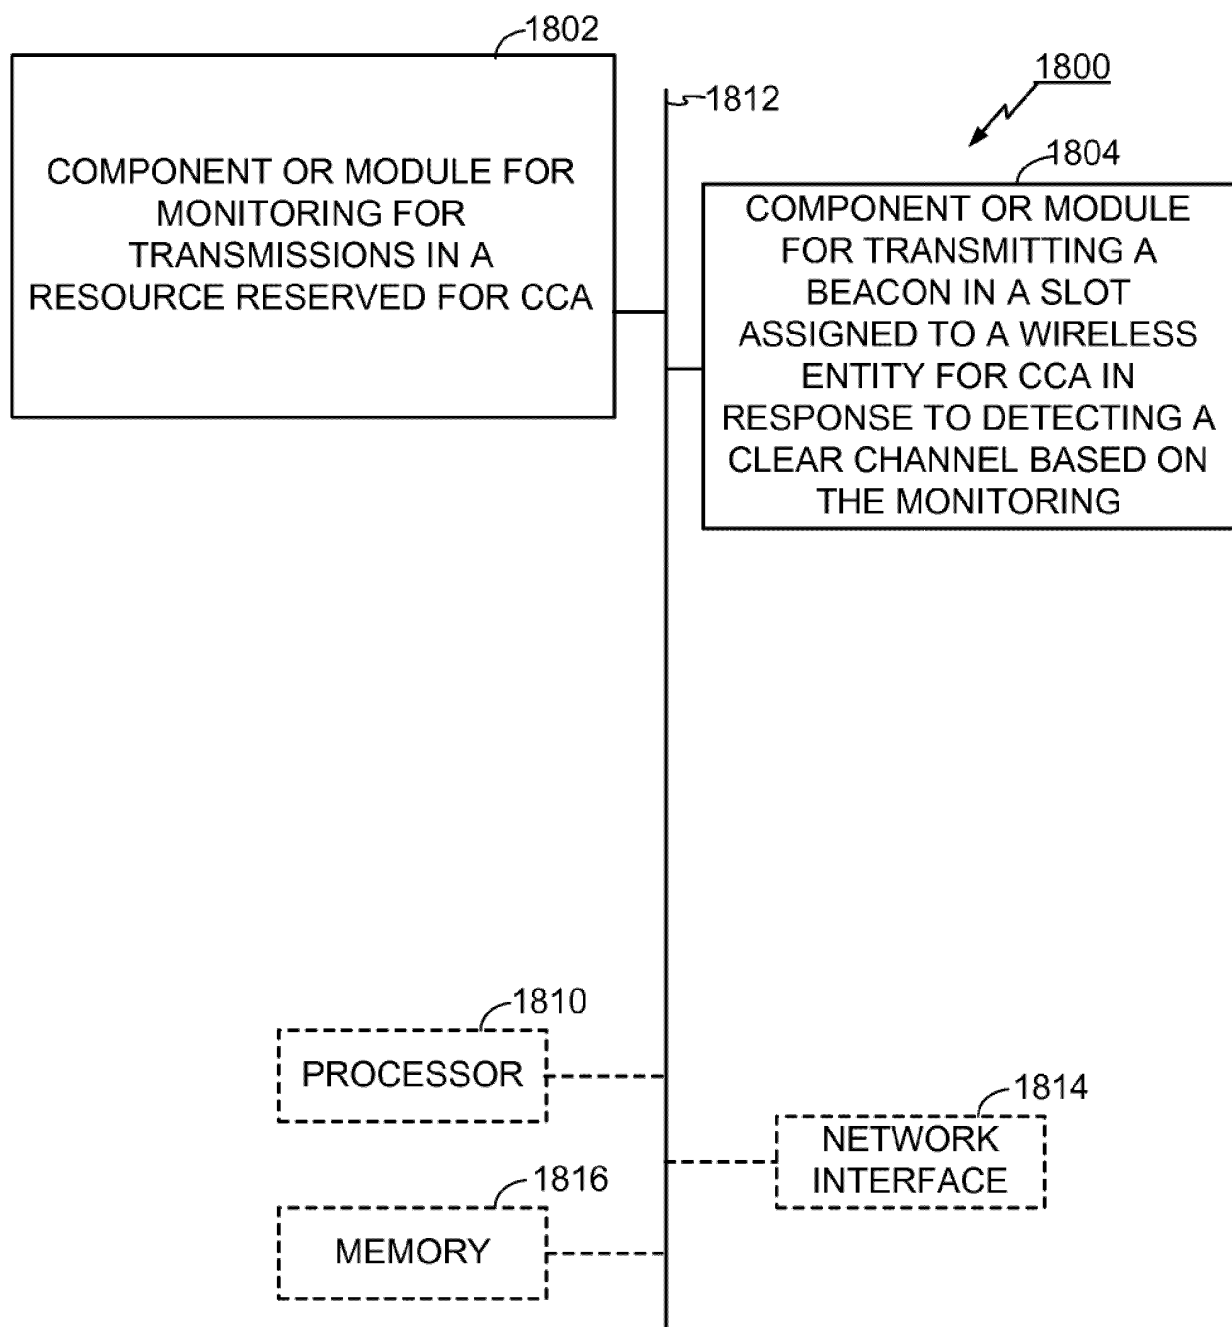 1802
1812
1800
COMPONENT OR MODULE FOR
MONITORING FOR
TRANSMISSIONS IN A
RESOURCE RESERVED FOR CCA
1804
COMPONENT OR MODULE
FOR TRANSMITTING A
BEACON IN A SLOT
ASSIGNED TO A WIRELESS
ENTITY FOR CCA IN
RESPONSE TO DETECTING A
CLEAR CHANNEL BASED ON
THE MONITORING
1810
PROCESSOR
1814
NETWORK
INTERFACE
1816
MEMORY